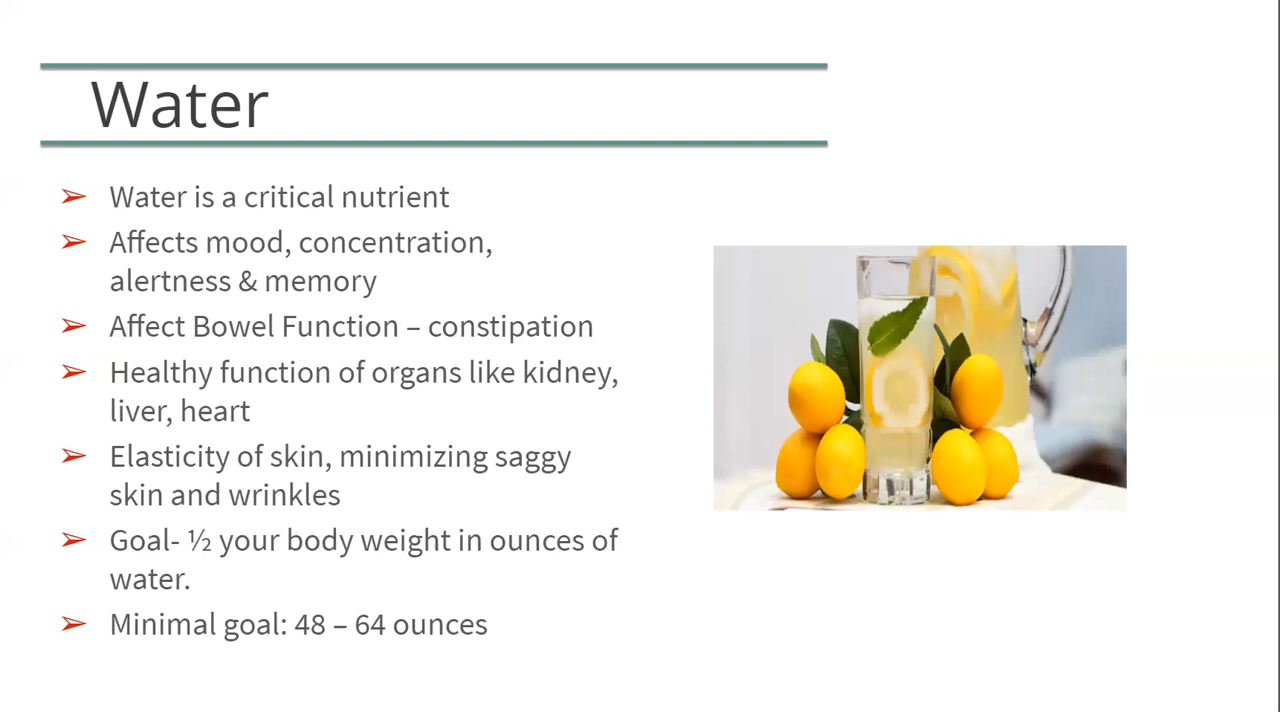 Water
➢ Water is a critical nutrient
➢ Affects mood, concentration,
alertness & memory
➢ Affect Bowel Function – constipation
➢ Healthy function of organs like kidney,
liver, heart
➢ Elasticity of skin, minimizing saggy
skin and wrinkles
➢ Goal- ½ your body weight in ounces of
water.
➢ Minimal goal: 48 – 64 ounces